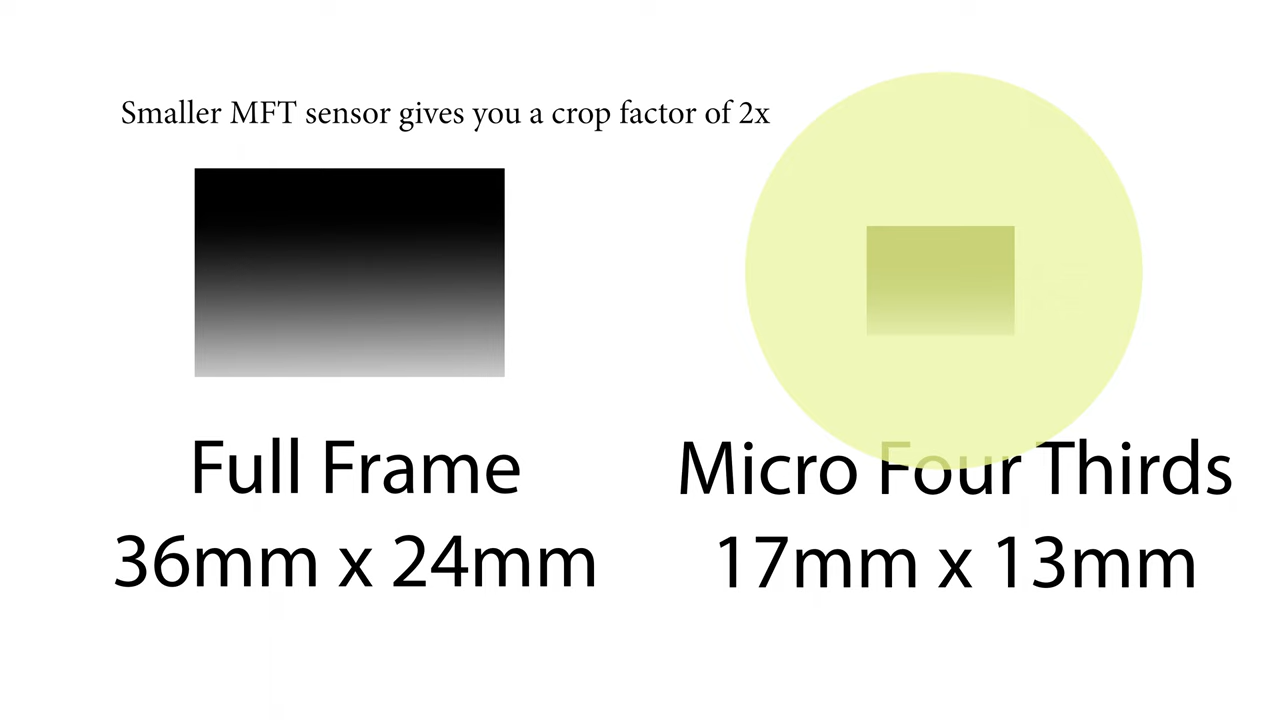 Smaller MFT sensor gives you a crop factor of 2x
Full Frame
36mm x 24mm
Micro Four Thirds
17mm x 13mm